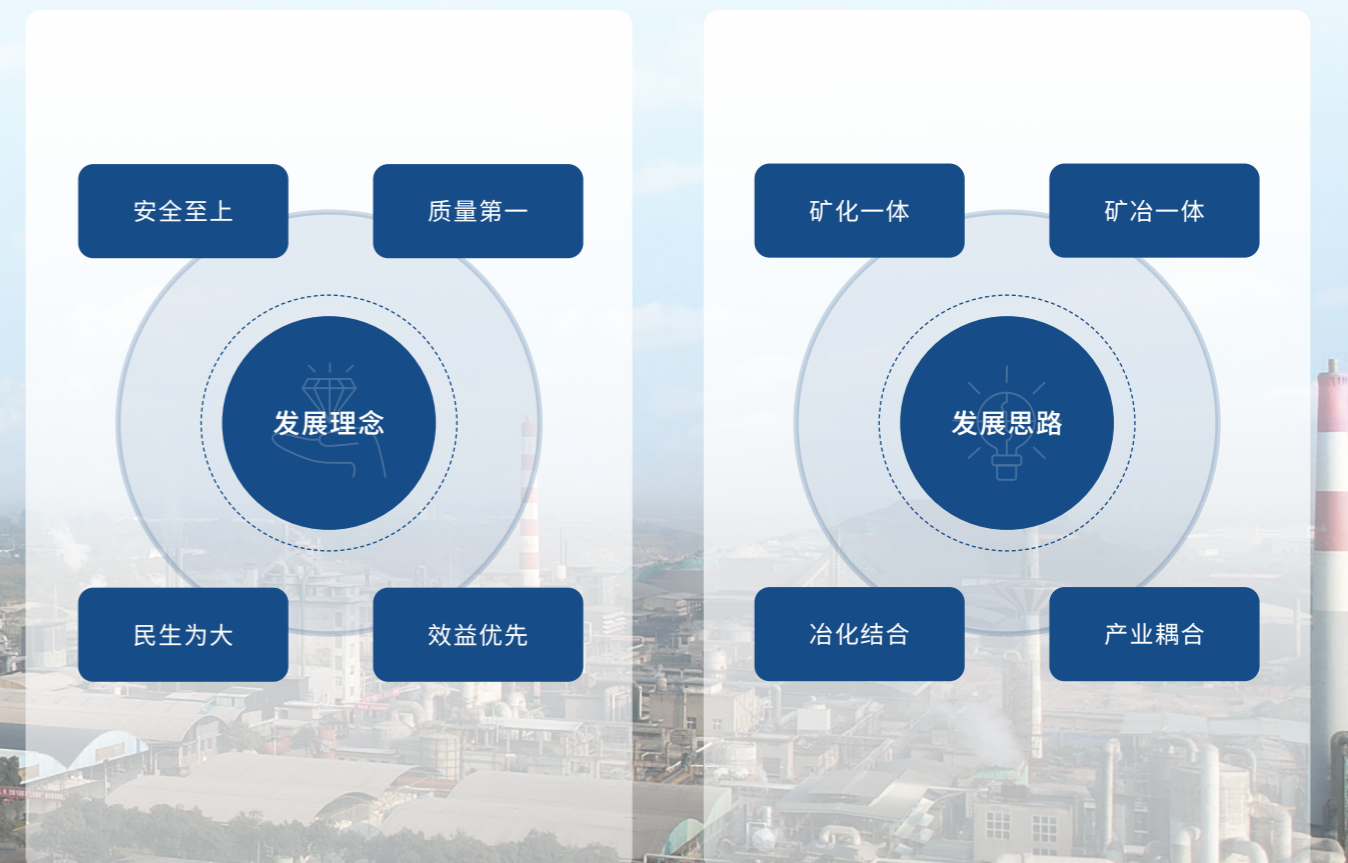 安全至上
质量第一
发展理念
民生为大
效益优先
矿化一体
矿冶一体
发展思路
冶化结合
产业耦合